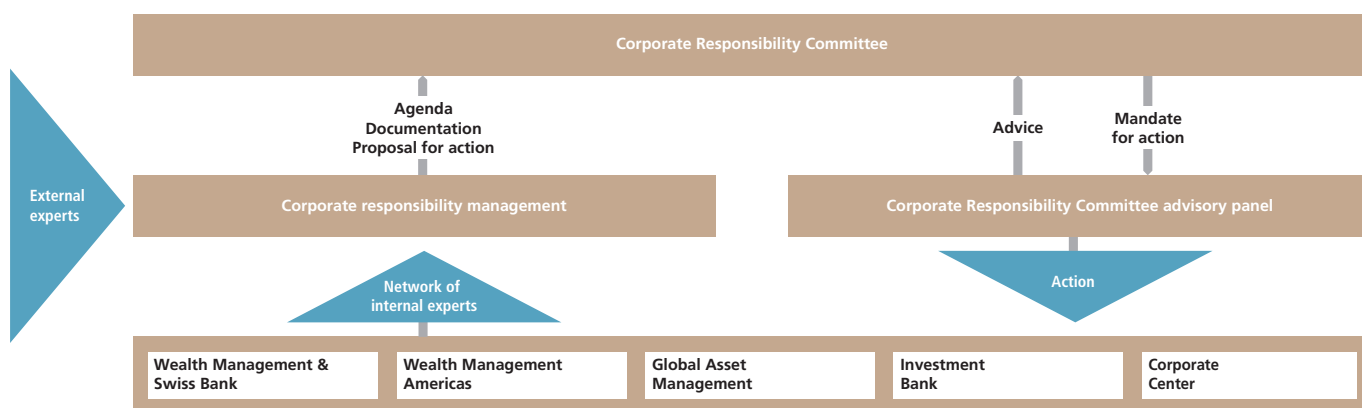 Corporate Responsibility Committee
Agenda
Documentation
Proposal for action
Advice
Mandate
for action
External
experts
Corporate responsibility management
Corporate Responsibility Committee advisory panel
Network of
internal experts
Action
Wealth Management &
Swiss Bank
Wealth Management
Americas
Global Asset
Management
Investment
Bank
Corporate
Center